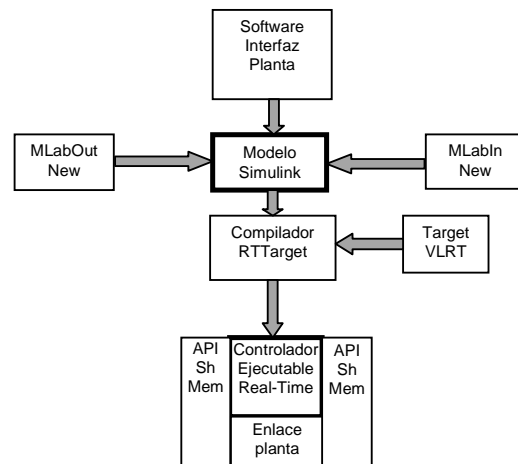 Software
Interfaz
Planta
MLabOut
New
Modelo
Simulink
MLabIn
New
Compilador
RTTarget
Target
VLRT
API
Sh
Mem
Controlador
Ejecutable
Real-Time
API
Sh
Mem
Enlace
planta